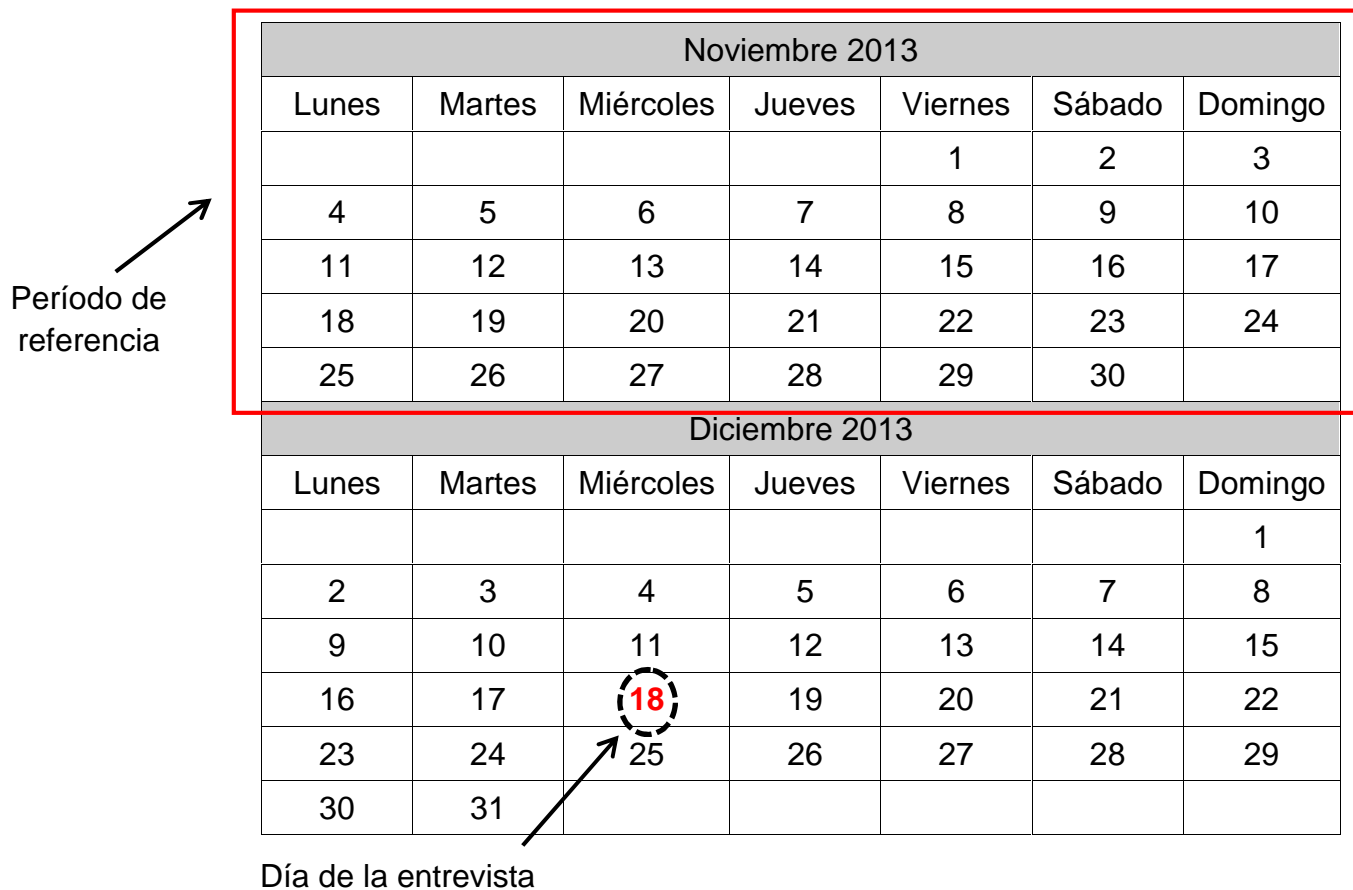 Noviembre 2013
Lunes Martes Miércoles Jueves Viernes Sábado Domingo
1 2 3
4 5 6 7 8 9 10
11 12 13 14 15 16 17
18 19 20 21 22 23 24
25 26 27 28 29 30
Período de
referencia
Diciembre 2013
Lunes Martes Miércoles Jueves Viernes Sábado Domingo
1
2 3 4 5 6 7 8
9 10 11 12 13 14 15
16 17 18 19 20 21 22
23 24 25 26 27 28 29
30 31
Día de la entrevista